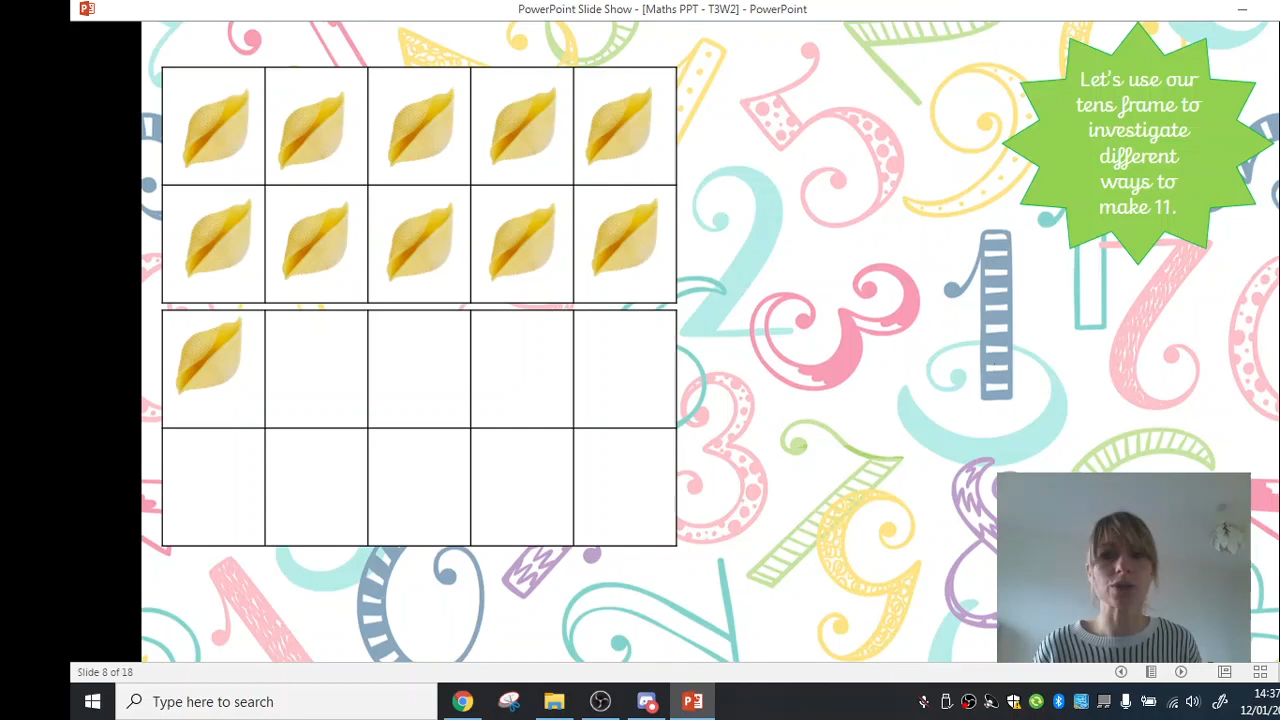 PowerPoint Slide Show - [Maths PPT - T3W2] - PowerPoint
Let's use our
tens frame to
investigate
different
ways to
make 11.
Slide 8 of 18
Type here to search
14:37
12/01/20